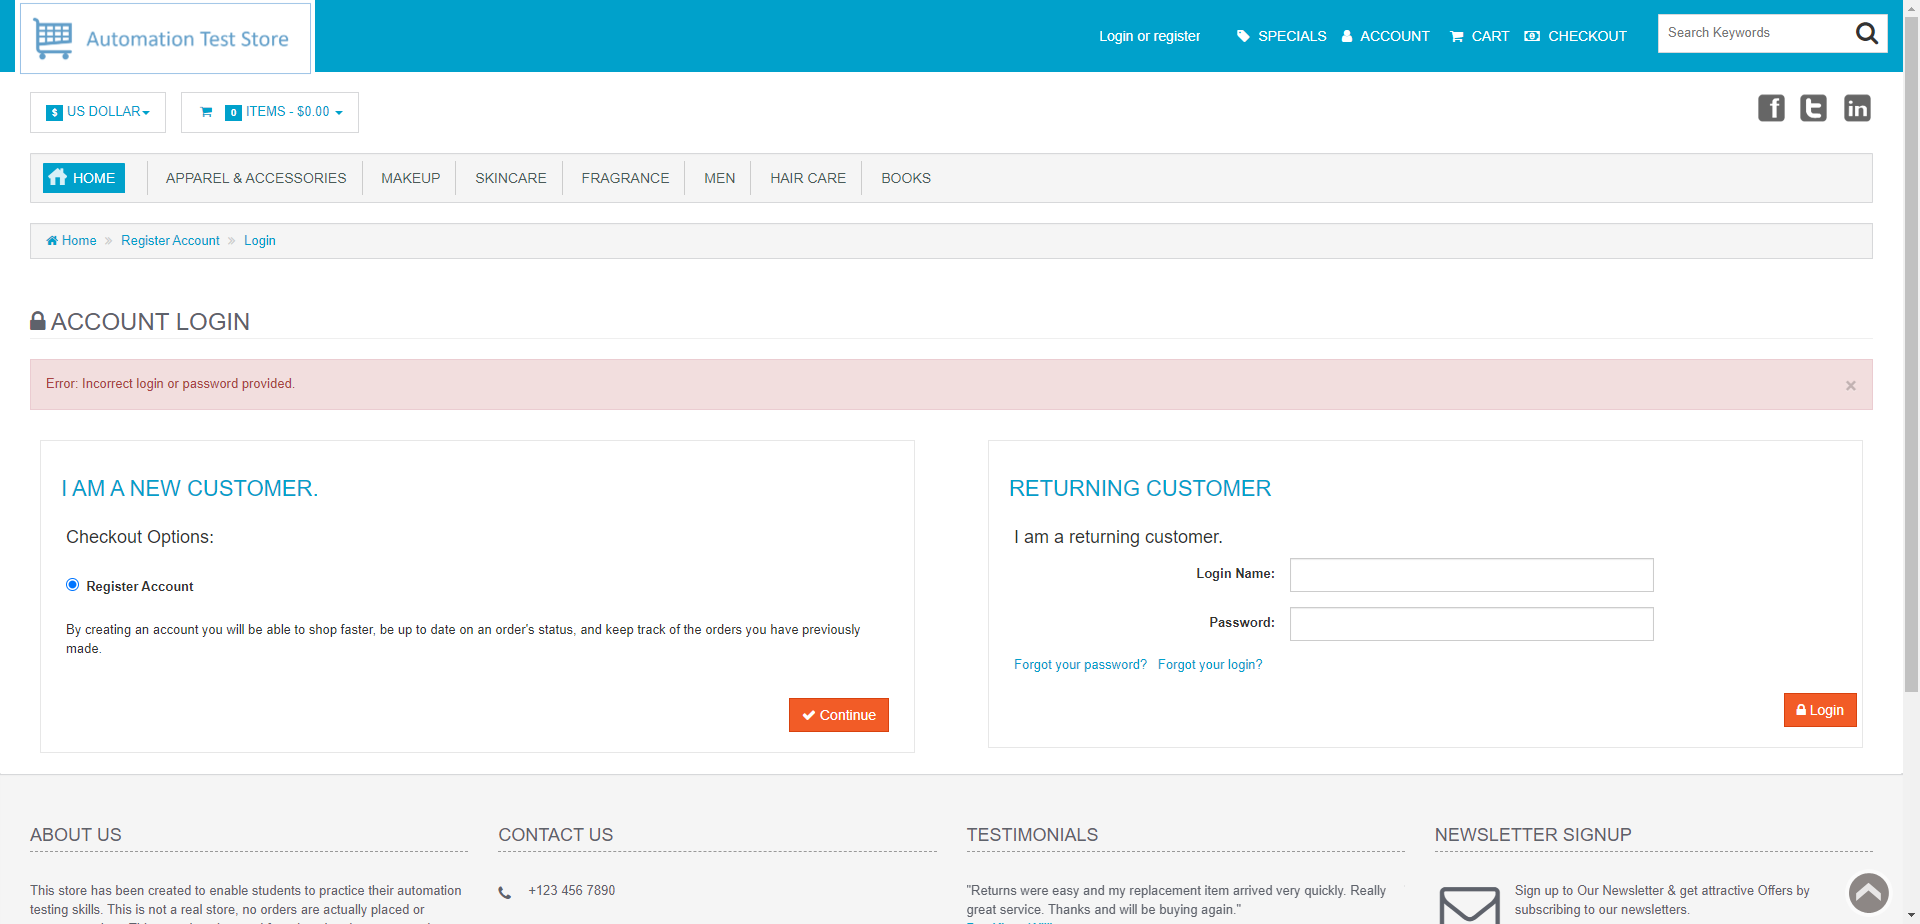 Automation Test Store
Login or register
SPECIALS
ACCOUNT
CART
CHECKOUT
Search Keywords
$ US DOLLAR
0 ITEMS - $0.00
HOME
APPAREL & ACCESSORIES
MAKEUP
SKINCARE
FRAGRANCE
MEN
HAIR CARE
BOOKS
Home » Register Account » Login
ACCOUNT LOGIN
Error: Incorrect login or password provided.
×
I AM A NEW CUSTOMER.
Checkout Options:
Register Account
By creating an account you will be able to shop faster, be up to date on an order's status, and keep track of the orders you have previously
made.
Continue
RETURNING CUSTOMER
I am a returning customer.
Login Name:
Password:
Forgot your password? Forgot your login?
Login
ABOUT US
This store has been created to enable students to practice their automation
testing skills. This is not a real store, no orders are actually placed or
CONTACT US
+123 456 7890
TESTIMONIALS
"Returns were easy and my replacement item arrived very quickly. Really
great service. Thanks and will be buying again."
NEWSLETTER SIGNUP
Sign up to Our Newsletter & get attractive Offers by
subscribing to our newsletters.